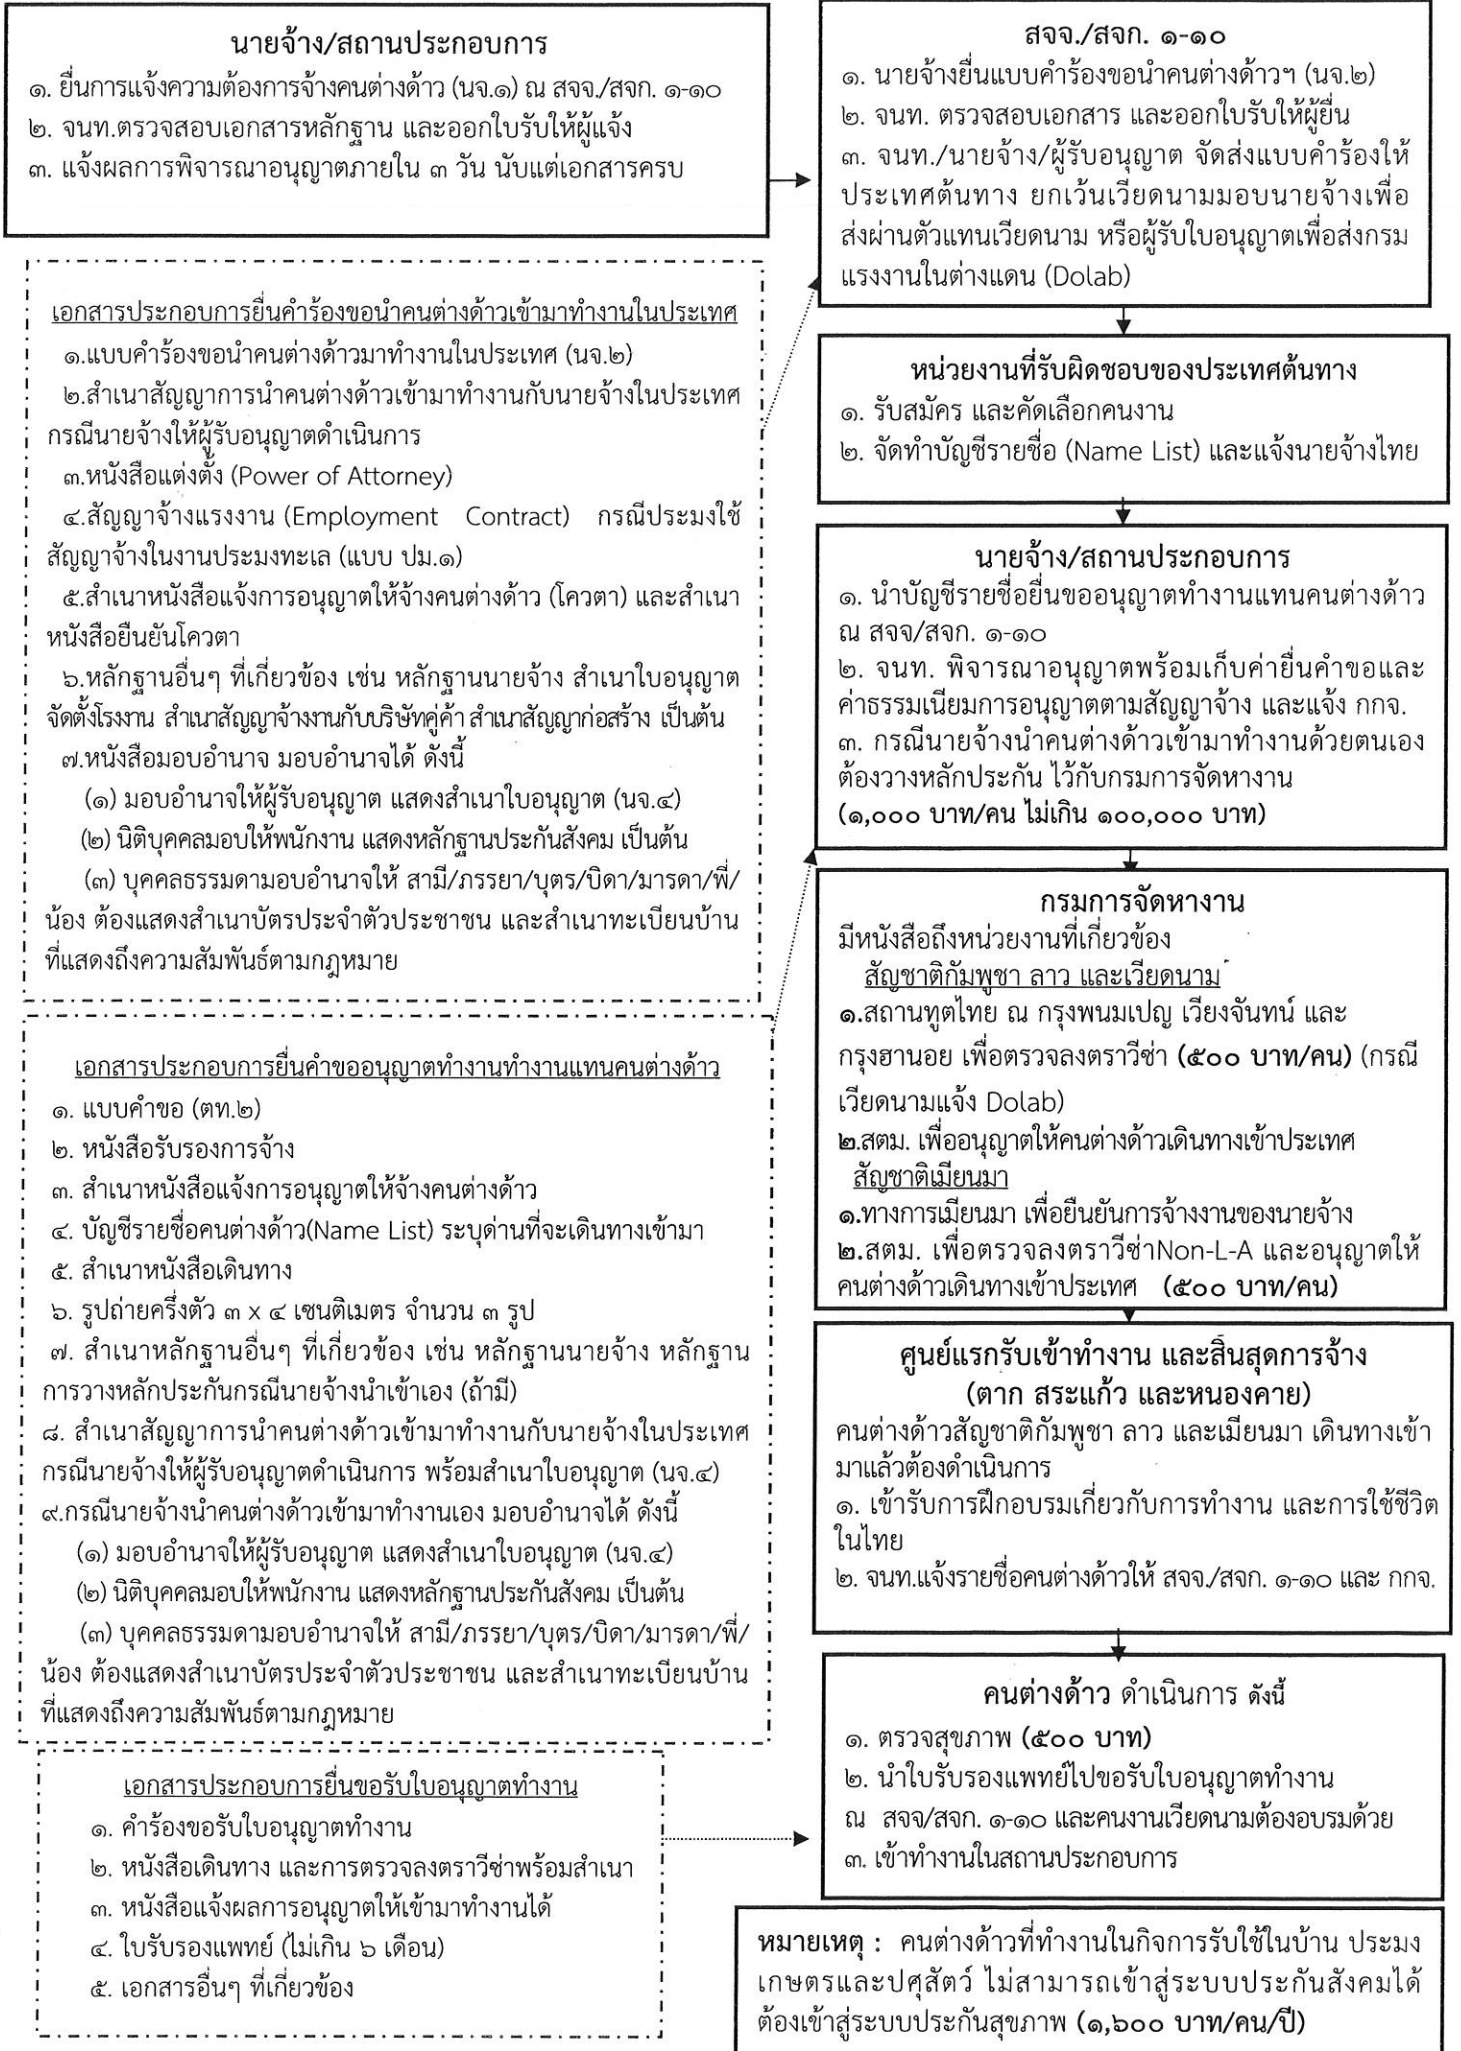 นายจ้าง/สถานประกอบการ
๑. ยื่นการแจ้งความต้องการจ้างคนต่างด้าว (นจ.๑) ณ สจจ./สจก. ๑-๑๐
๒. จนท.ตรวจสอบเอกสารหลักฐาน และออกใบรับให้ผู้แจ้ง
๓. แจ้งผลการพิจารณาอนุญาตภายใน ๓ วัน นับแต่เอกสารครบ
สจจ./สจก. ๑-๑๐
๑. นายจ้างยื่นแบบคำร้องขอนำคนต่างด้าวฯ (นจ.๒)
๒. จนท. ตรวจสอบเอกสาร และออกใบรับให้ผู้ยื่น
๓. จนท./นายจ้าง/ผู้รับอนุญาต จัดส่งแบบคำร้องให้
ประเทศต้นทาง ยกเว้นเวียดนามมอบนายจ้างเพื่อ
ส่งผ่านตัวแทนเวียดนาม หรือผู้รับใบอนุญาตเพื่อส่งกรม
แรงงานในต่างแดน (Dolab)
เอกสารประกอบการยื่นคำร้องขอนำคนต่างด้าวเข้ามาทำงานในประเทศ
๑.แบบคำร้องขอนำคนต่างด้าวมาทำงานในประเทศ (นจ.๒)
๒.สำเนาสัญญาการนำคนต่างด้าวเข้ามาทำงานกับนายจ้างในประเทศ
กรณีนายจ้างให้ผู้รับอนุญาตดำเนินการ
๓.หนังสือแต่งตั้ง (Power of Attorney)
๔.สัญญาจ้างแรงงาน (Employment Contract) กรณีประมงใช้
สัญญาจ้างในงานประมงทะเล (แบบ ปม.๑)
๕.สำเนาหนังสือแจ้งการอนุญาตให้จ้างคนต่างด้าว (โควตา) และสำเนา
หนังสือยืนยันโควตา
๖.หลักฐานอื่นๆ ที่เกี่ยวข้อง เช่น หลักฐานนายจ้าง สำเนาใบอนุญาต
จัดตั้งโรงงาน สำเนาสัญญาจ้างงานกับบริษัทคู่ค้า สำเนาสัญญาก่อสร้าง เป็นต้น
๗.หนังสือมอบอำนาจ มอบอำนาจได้ ดังนี้
(๑) มอบอำนาจให้ผู้รับอนุญาต แสดงสำเนาใบอนุญาต (นจ.๔)
(๒) นิติบุคคลมอบให้พนักงาน แสดงหลักฐานประกันสังคม เป็นต้น
(๓) บุคคลธรรมดามอบอำนาจให้ สามี/ภรรยา/บุตร/บิดา/มารดา/พี่/
น้อง ต้องแสดงสำเนาบัตรประจำตัวประชาชน และสำเนาทะเบียนบ้าน
ที่แสดงถึงความสัมพันธ์ตามกฎหมาย
หน่วยงานที่รับผิดชอบของประเทศต้นทาง
๑. รับสมัคร และคัดเลือกคนงาน
๒. จัดทำบัญชีรายชื่อ (Name List) และแจ้งนายจ้างไทย
นายจ้าง/สถานประกอบการ
๑. นำบัญชีรายชื่อยื่นขออนุญาตทำงานแทนคนต่างด้าว
ณ สจจ/สจก. ๑-๑๐
๒. จนท. พิจารณาอนุญาตพร้อมเก็บค่ายื่นคำขอและ
ค่าธรรมเนียมการอนุญาตตามสัญญาจ้าง และแจ้ง กกจ.
๓. กรณีนายจ้างนำคนต่างด้าวเข้ามาทำงานด้วยตนเอง
ต้องวางหลักประกัน ไว้กับกรมการจัดหางาน
(๑,๐๐๐ บาท/คน ไม่เกิน ๑๐๐,๐๐๐ บาท)
กรมการจัดหางาน
มีหนังสือถึงหน่วยงานที่เกี่ยวข้อง
สัญชาติกัมพูชา ลาว และเวียดนาม
๑.สถานทูตไทย ณ กรุงพนมเปญ เวียงจันทน์ และ
กรุงฮานอย เพื่อตรวจลงตราวีซ่า (๕๐๐ บาท/คน) (กรณี
เวียดนามแจ้ง Dolab)
๒.สตม. เพื่ออนุญาตให้คนต่างด้าวเดินทางเข้าประเทศ
สัญชาติเมียนมา
๑.ทางการเมียนมา เพื่อยืนยันการจ้างงานของนายจ้าง
๒.สตม. เพื่อตรวจลงตราวีซ่าNon-L-A และอนุญาตให้
คนต่างด้าวเดินทางเข้าประเทศ (๕๐๐ บาท/คน)
เอกสารประกอบการยื่นคำขออนุญาตทำงานทำงานแทนคนต่างด้าว
๑. แบบคำขอ (ตท.๒)
๒. หนังสือรับรองการจ้าง
๓. สำเนาหนังสือแจ้งการอนุญาตให้จ้างคนต่างด้าว
๔. บัญชีรายชื่อคนต่างด้าว(Name List) ระบุด่านที่จะเดินทางเข้ามา
๕. สำเนาหนังสือเดินทาง
๖. รูปถ่ายครึ่งตัว ๓ x ๔ เซนติเมตร จำนวน ๓ รูป
๗. สำเนาหลักฐานอื่นๆ ที่เกี่ยวข้อง เช่น หลักฐานนายจ้าง หลักฐาน
การวางหลักประกันกรณีนายจ้างนำเข้าเอง (ถ้ามี)
๘. สำเนาสัญญาการนำคนต่างด้าวเข้ามาทำงานกับนายจ้างในประเทศ
กรณีนายจ้างให้ผู้รับอนุญาตดำเนินการ พร้อมสำเนาใบอนุญาต (นจ.๔)
๙.กรณีนายจ้างนำคนต่างด้าวเข้ามาทำงานเอง มอบอำนาจได้ ดังนี้
(๑) มอบอำนาจให้ผู้รับอนุญาต แสดงสำเนาใบอนุญาต (นจ.๔)
(๒) นิติบุคคลมอบให้พนักงาน แสดงหลักฐานประกันสังคม เป็นต้น
(๓) บุคคลธรรมดามอบอำนาจให้ สามี/ภรรยา/บุตร/บิดา/มารดา/พี่/
น้อง ต้องแสดงสำเนาบัตรประจำตัวประชาชน และสำเนาทะเบียนบ้าน
ที่แสดงถึงความสัมพันธ์ตามกฎหมาย
ศูนย์แรกรับเข้าทำงาน และสิ้นสุดการจ้าง
(ตาก สระแก้ว และหนองคาย)
คนต่างด้าวสัญชาติกัมพูชา ลาว และเมียนมา เดินทางเข้า
มาแล้วต้องดำเนินการ
๑. เข้ารับการฝึกอบรมเกี่ยวกับการทำงาน และการใช้ชีวิต
ในไทย
๒. จนท.แจ้งรายชื่อคนต่างด้าวให้ สจจ./สจก. ๑-๑๐ และ กกจ.
คนต่างด้าว ดำเนินการ ดังนี้
๑. ตรวจสุขภาพ (๕๐๐ บาท)
๒. นำใบรับรองแพทย์ไปขอรับใบอนุญาตทำงาน
ณ สจจ/สจก. ๑-๑๐ และคนงานเวียดนามต้องอบรมด้วย
๓. เข้าทำงานในสถานประกอบการ
เอกสารประกอบการยื่นขอรับใบอนุญาตทำงาน
๑. คำร้องขอรับใบอนุญาตทำงาน
๒. หนังสือเดินทาง และการตรวจลงตราวีซ่าพร้อมสำเนา
๓. หนังสือแจ้งผลการอนุญาตให้เข้ามาทำงานได้
๔. ใบรับรองแพทย์ (ไม่เกิน ๖ เดือน)
๕. เอกสารอื่นๆ ที่เกี่ยวข้อง
หมายเหตุ : คนต่างด้าวที่ทำงานในกิจการรับใช้ในบ้าน ประมง
เกษตรและปศุสัตว์ ไม่สามารถเข้าสู่ระบบประกันสังคมได้
ต้องเข้าสู่ระบบประกันสุขภาพ (๑,๖๐๐ บาท/คน/ปี)